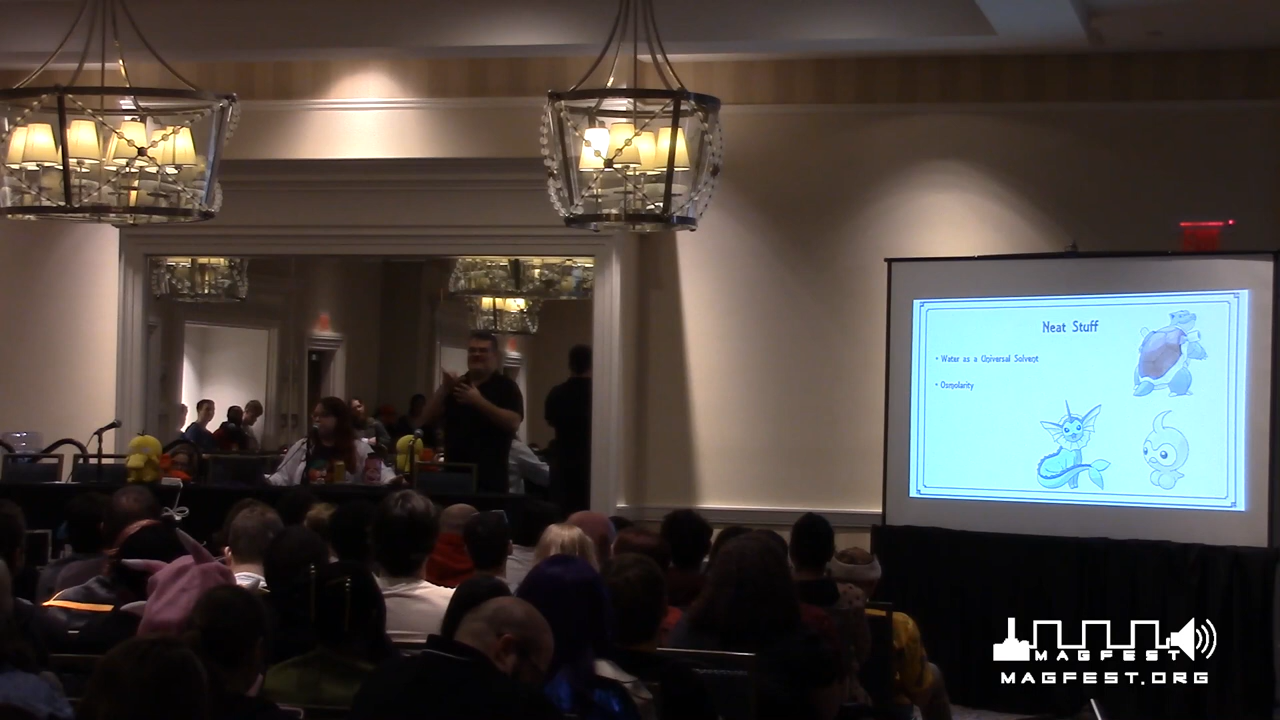 Neat Stuff
• Water as a Universal Solvent
• Osmolarity
MAGFEST
MAGFEST.ORG